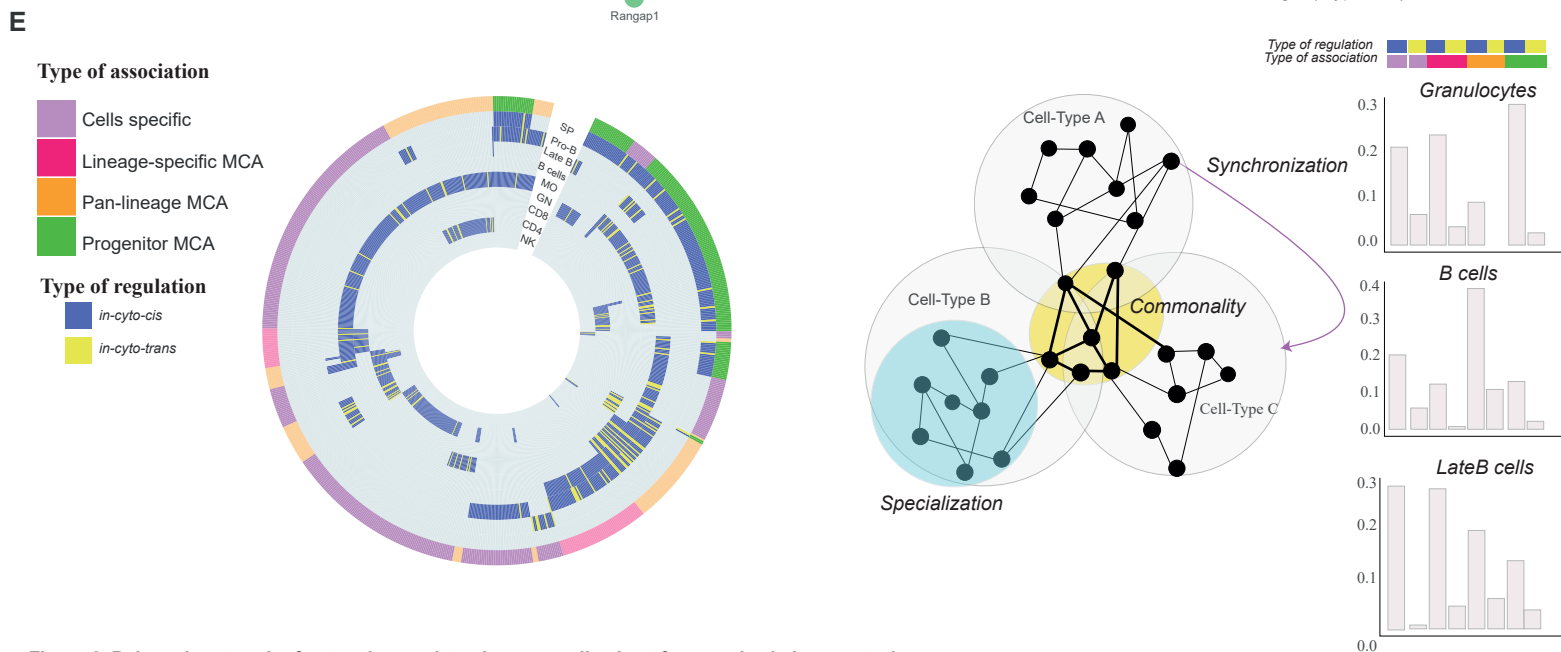 Rangap1
E
Type of association
Cells specific
Lineage-specific MCA
Pan-lineage MCA
Progenitor MCA
Type of regulation
in-cyto-cis
in-cyto-trans
SP
Pro-B
Late B
B cells
MO
GN
CD8
CD4
NK
Cell-Type A
Synchronization
Cell-Type B
Commonality
Cell-Type C
Specialization
Type of regulation
Type of association
Granulocytes
0.3
0.2
0.1
0.0
B cells
0.4
0.3
0.2
0.1
0.0
LateB cells
0.3
0.2
0.1
0.0